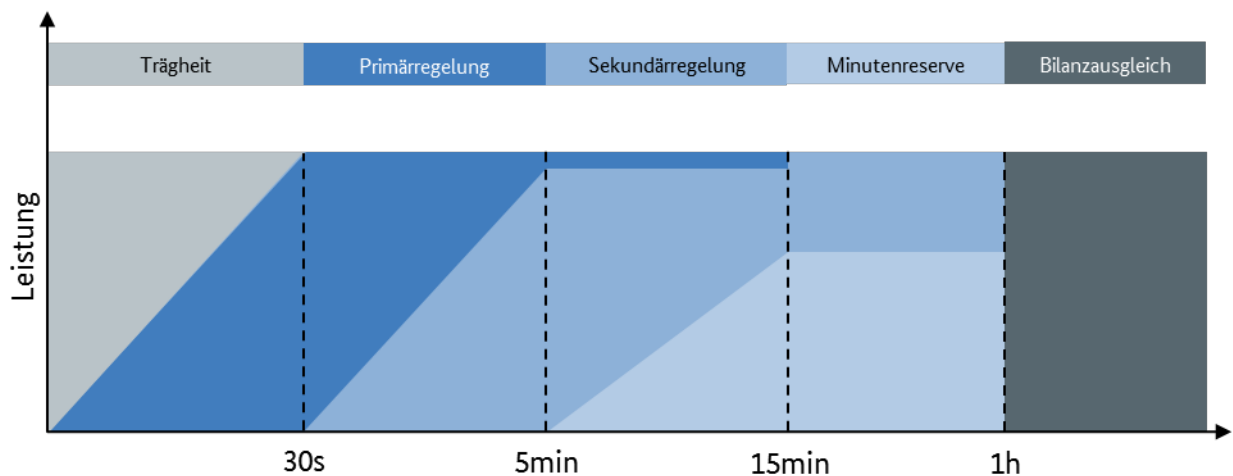 Trägheit
Primärregelung
Sekundärregelung
Minutenreserve
Bilanzausgleich
Leistung
30s
5min
15min
1h